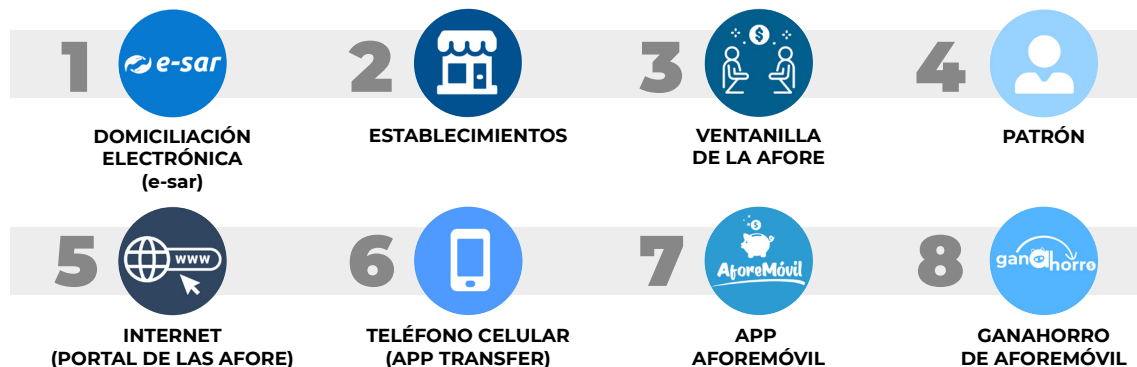 1
e-sar
2
3
$
4
DOMICILIACIÓN
ELECTRÓNICA
(e-sar)
ESTABLECIMIENTOS
VENTANILLA
DE LA AFORE
PATRÓN
5
www
6
7
$
AforeMóvil
8
ganahorro
INTERNET
(PORTAL DE LAS AFORE)
TELÉFONO CELULAR
(APP TRANSFER)
APP
AFOREMÓVIL
GANAHORRO
DE AFOREMÓVIL